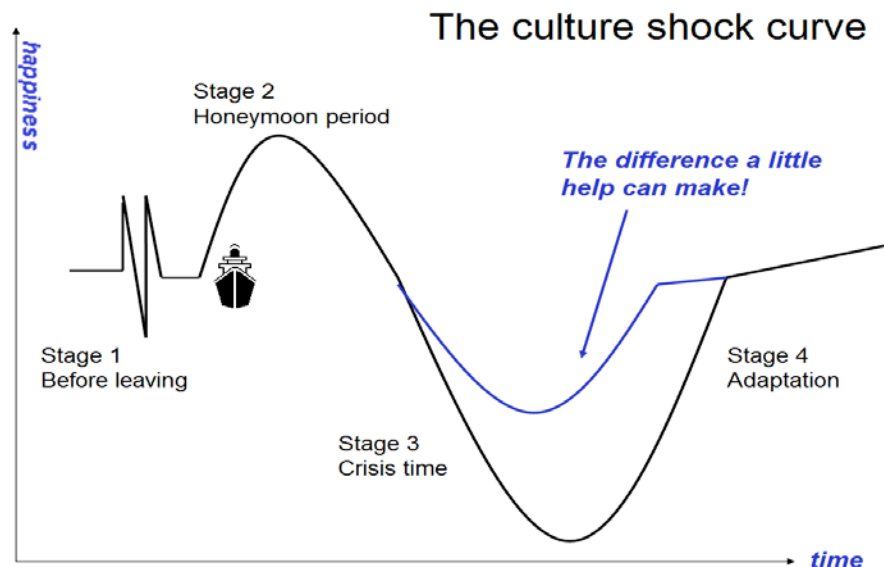 The culture shock curve
happiness
Stage 2
Honeymoon period
The difference a little
help can make!
Stage 1
Before leaving
Stage 4
Adaptation
Stage 3
Crisis time
time